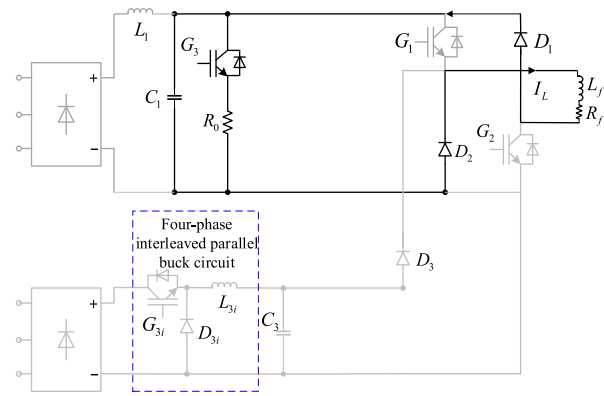 L1
+
−
C1
G3
R0
G1
D1
IL
Lf
Rf
D2
G2
Four-phase
interleaved parallel
buck circuit
D3
+
−
G3i
D3i
L3i
C3